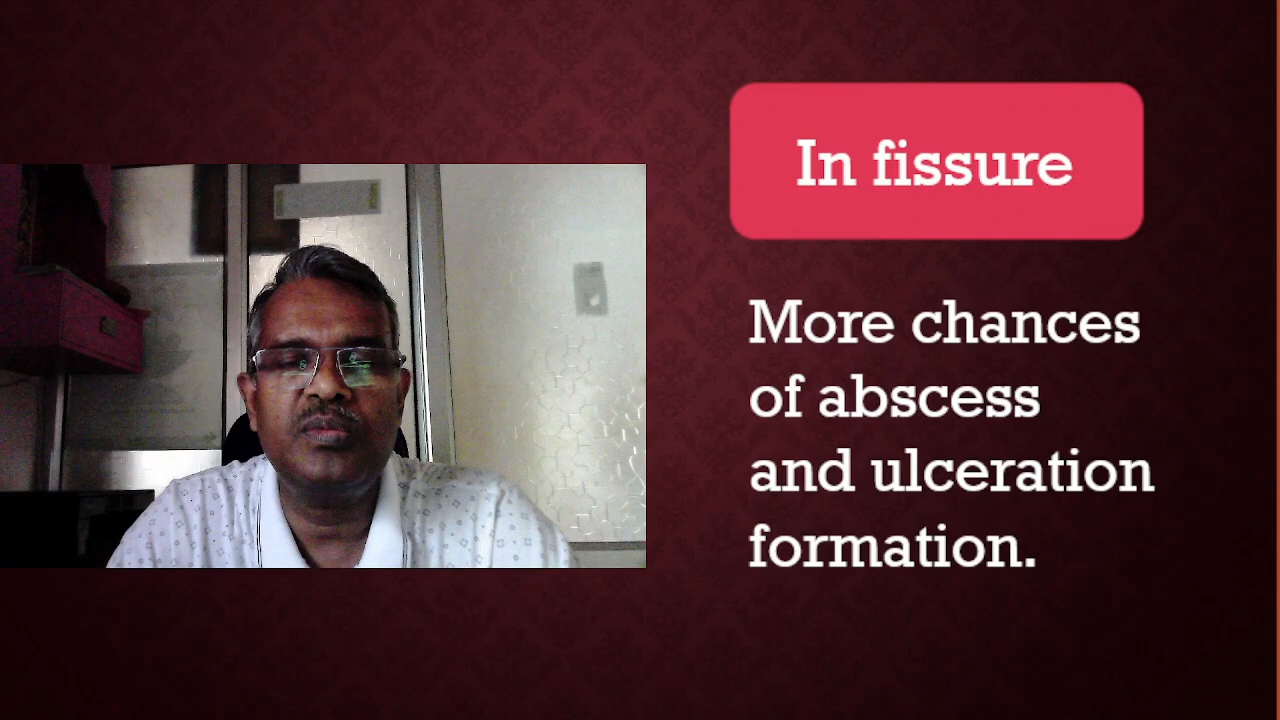 In fissure
More chances
of abscess
and ulceration
formation.